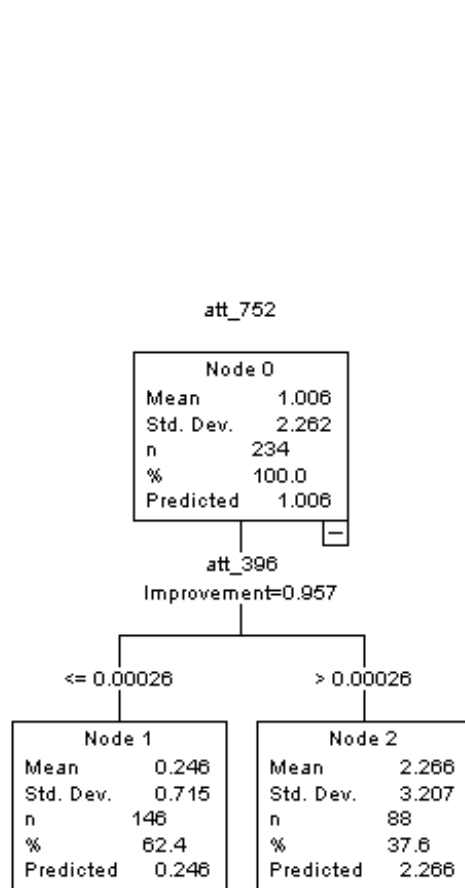 att_752
Node 0
Mean 1.006
Std. Dev. 2.262
n 234
% 100.0
Predicted 1.006
att_396
Improvement=0.957
<= 0.00026
> 0.00026
Node 1
Mean 0.246
Std. Dev. 0.715
n 146
% 62.4
Predicted 0.246
Node 2
Mean 2.266
Std. Dev. 3.207
n 88
% 37.6
Predicted 2.266